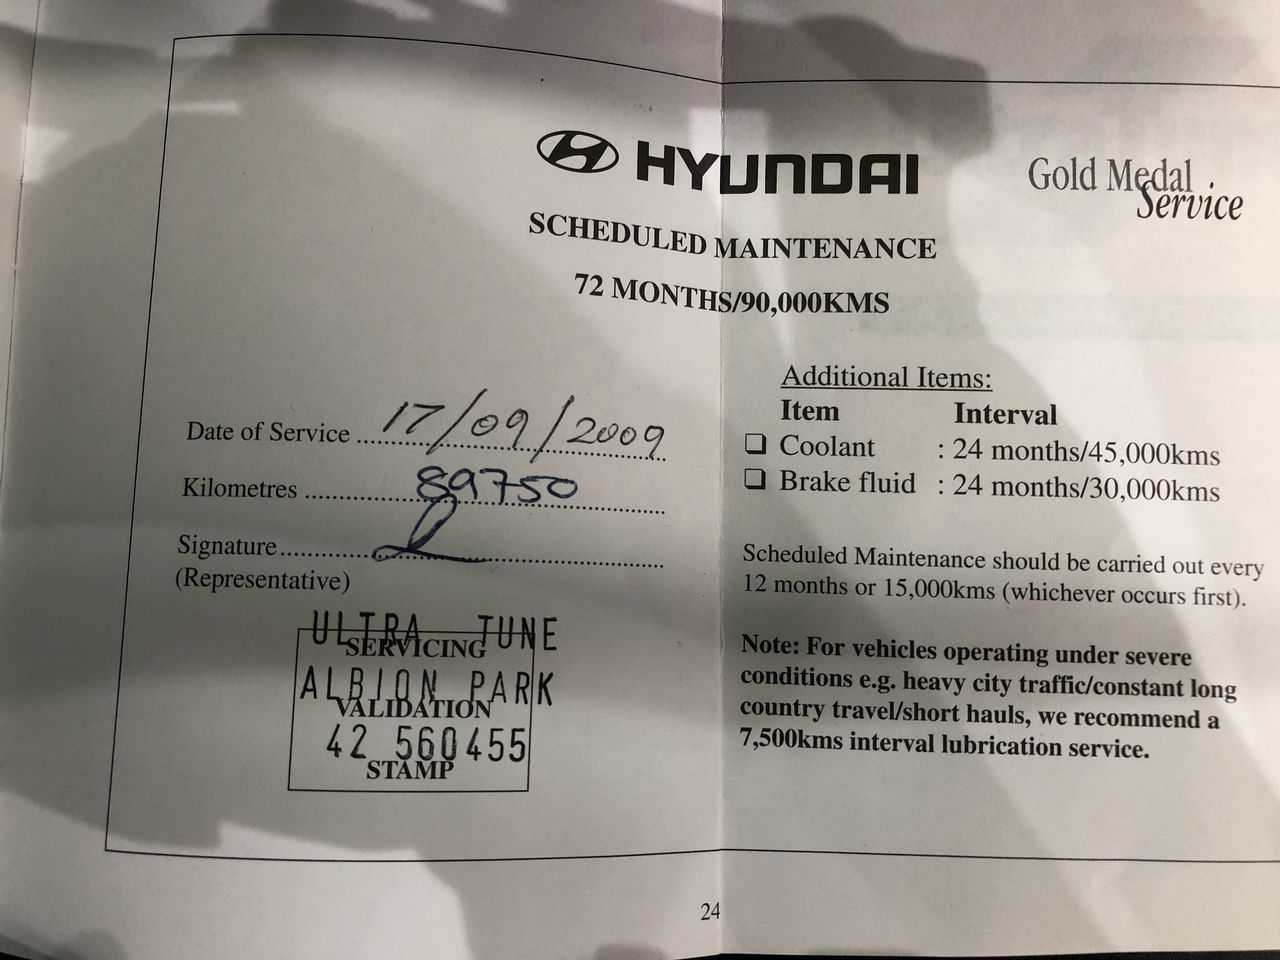 HYUNDAI
Gold Medal
Service
SCHEDULED MAINTENANCE
72 MONTHS/90,000KMS
Date of Service ........ 17/09/2009
Kilometres ........ 89750
Signature ........
(Representative)
ULTRA TUNE
SERVICING
ALBION PARK
VALIDATION
42 560455
STAMP
Additional Items:
Item Interval
❏ Coolant : 24 months/45,000kms
❏ Brake fluid : 24 months/30,000kms
Scheduled Maintenance should be carried out every
12 months or 15,000kms (whichever occurs first).
Note: For vehicles operating under severe
conditions e.g. heavy city traffic/constant long
country travel/short hauls, we recommend a
7,500kms interval lubrication service.
24